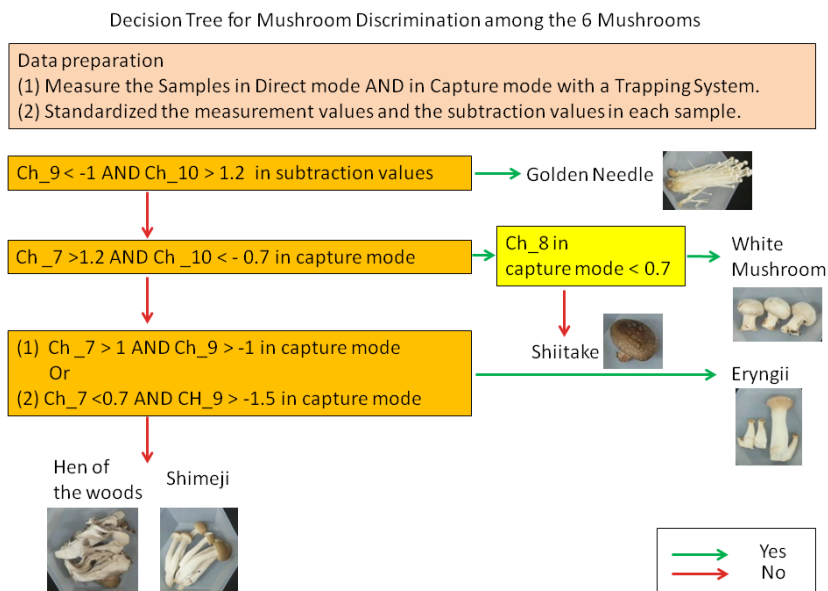 Decision Tree for Mushroom Discrimination among the 6 Mushrooms
Data preparation
(1) Measure the Samples in Direct mode AND in Capture mode with a Trapping System.
(2) Standardized the measurement values and the subtraction values in each sample.
Ch_9 < -1 AND Ch_10 > 1.2 in subtraction values
Golden Needle
Ch _7 >1.2 AND Ch _10 < - 0.7 in capture mode
Ch_8 in
capture mode < 0.7
White
Mushroom
Shiitake
(1) Ch _7 > 1 AND Ch_9 > -1 in capture mode
Or
(2) Ch_7 <0.7 AND CH_9 > -1.5 in capture mode
Eryngii
Hen of
the woods
Shimeji
Yes
No